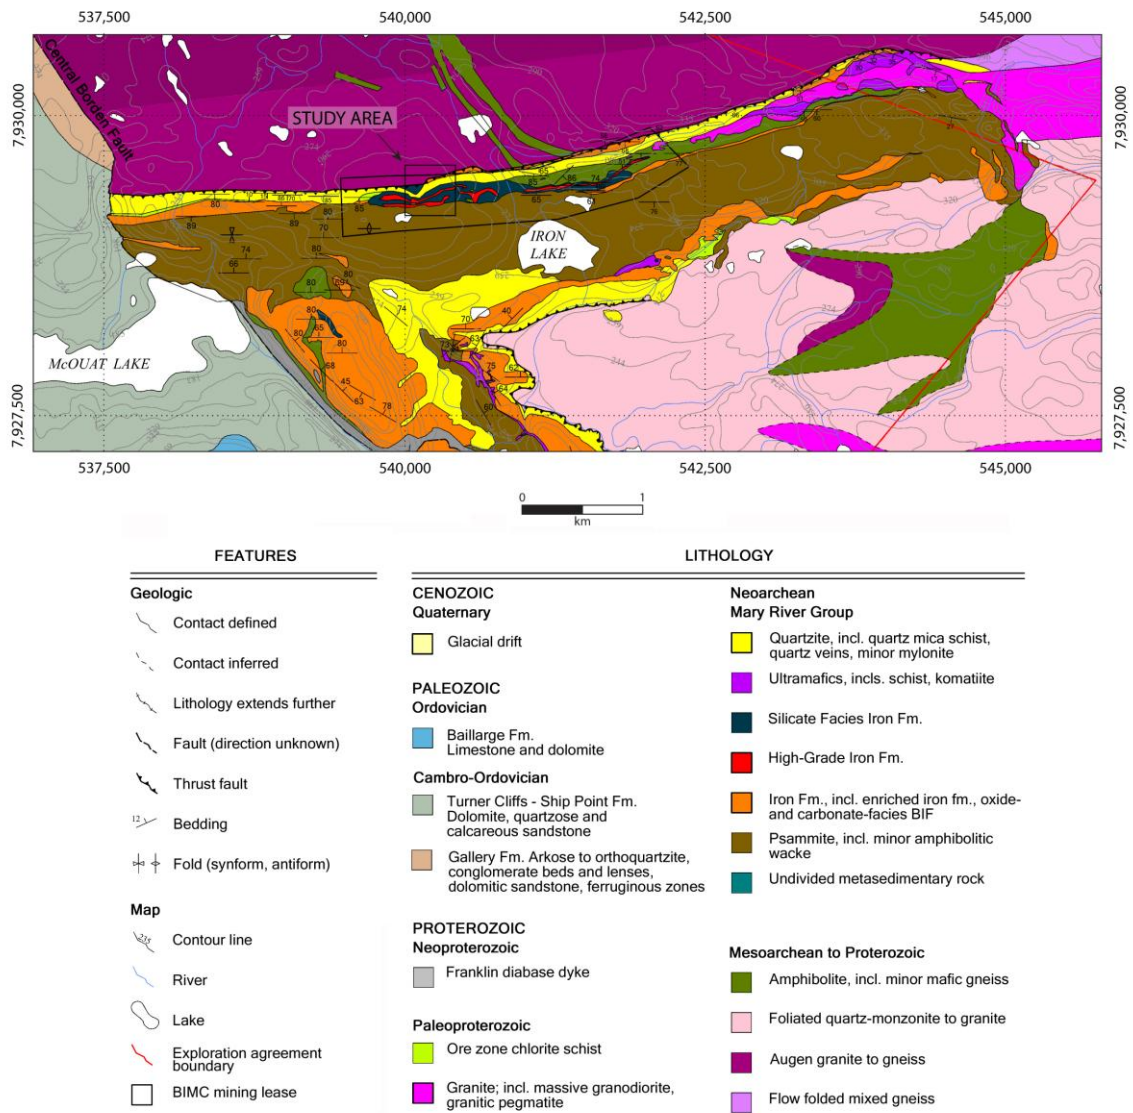 537,500 540,000 542,500 545,000
Central Borden Fault
STUDY AREA
7,930,000
7,930,000
IRON
LAKE
McOUAT LAKE
7,927,500
7,927,500
537,500 540,000 542,500 545,000
0 1
km
FEATURES
Geologic
Contact defined
Contact inferred
Lithology extends further
Fault (direction unknown)
Thrust fault
12 Bedding
Fold (synform, antiform)
Map
235 Contour line
River
Lake
Exploration agreement
boundary
BIMC mining lease
LITHOLOGY
CENOZOIC
Quaternary
Glacial drift
PALEOZOIC
Ordovician
Baillarge Fm.
Limestone and dolomite
Cambro-Ordovician
Turner Cliffs - Ship Point Fm.
Dolomite, quartzose and
calcareous sandstone
Gallery Fm. Arkose to orthoquartzite,
conglomerate beds and lenses,
dolomitic sandstone, ferruginous zones
PROTEROZOIC
Neoproterozoic
Franklin diabase dyke
Paleoproterozoic
Ore zone chlorite schist
Granite; incl. massive granodiorite,
granitic pegmatite
Neoarchean
Mary River Group
Quartzite, incl. quartz mica schist,
quartz veins, minor mylonite
Ultramafics, incls. schist, komatiite
Silicate Facies Iron Fm.
High-Grade Iron Fm.
Iron Fm., incl. enriched iron fm., oxide-
and carbonate-facies BIF
Psammite, incl. minor amphibolitic
wacke
Undivided metasedimentary rock
Mesoarchean to Proterozoic
Amphibolite, incl. minor mafic gneiss
Foliated quartz-monzonite to granite
Augen granite to gneiss
Flow folded mixed gneiss